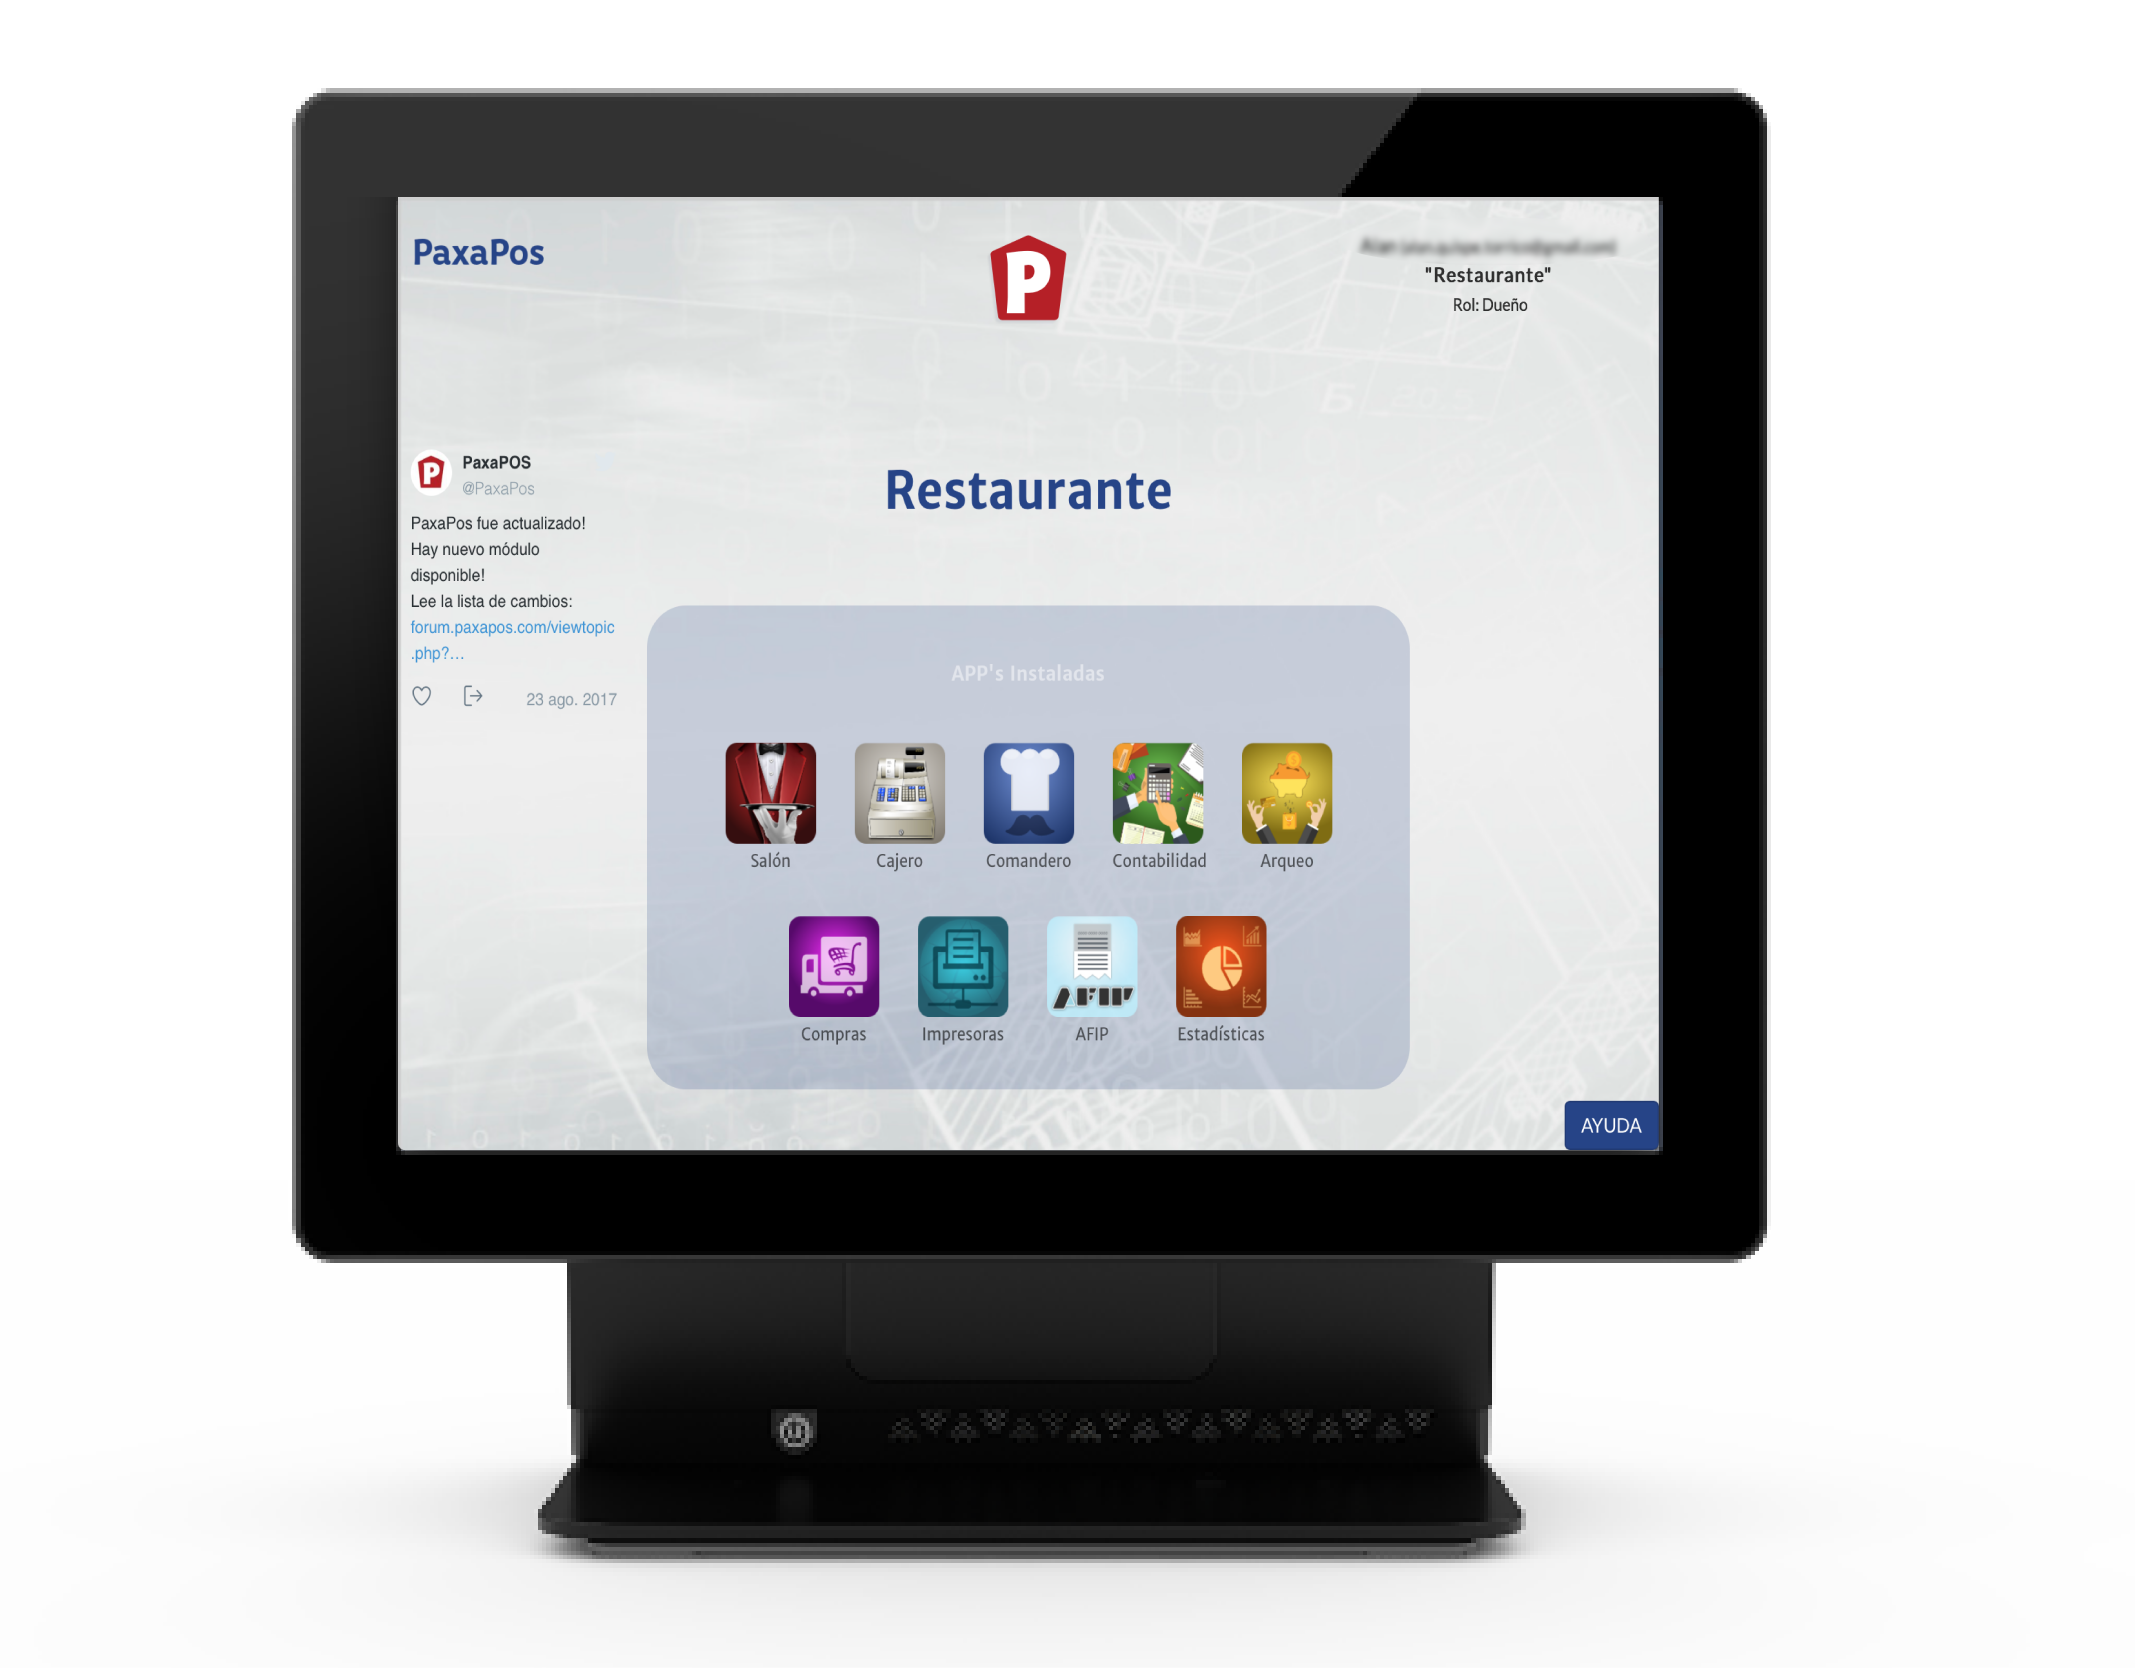 PaxaPos
P
"Restaurante"
Rol: Dueño
P
PaxaPOS
@PaxaPos
PaxaPos fue actualizado!
Hay nuevo módulo
disponible!
Lee la lista de cambios:
forum.paxapos.com/viewtopic
.php?...
23 ago. 2017
Restaurante
APP's Instaladas
Salón
Cajero
Comandero
Contabilidad
Arqueo
AFIP
Compras
Impresoras
AFIP
Estadísticas
AYUDA